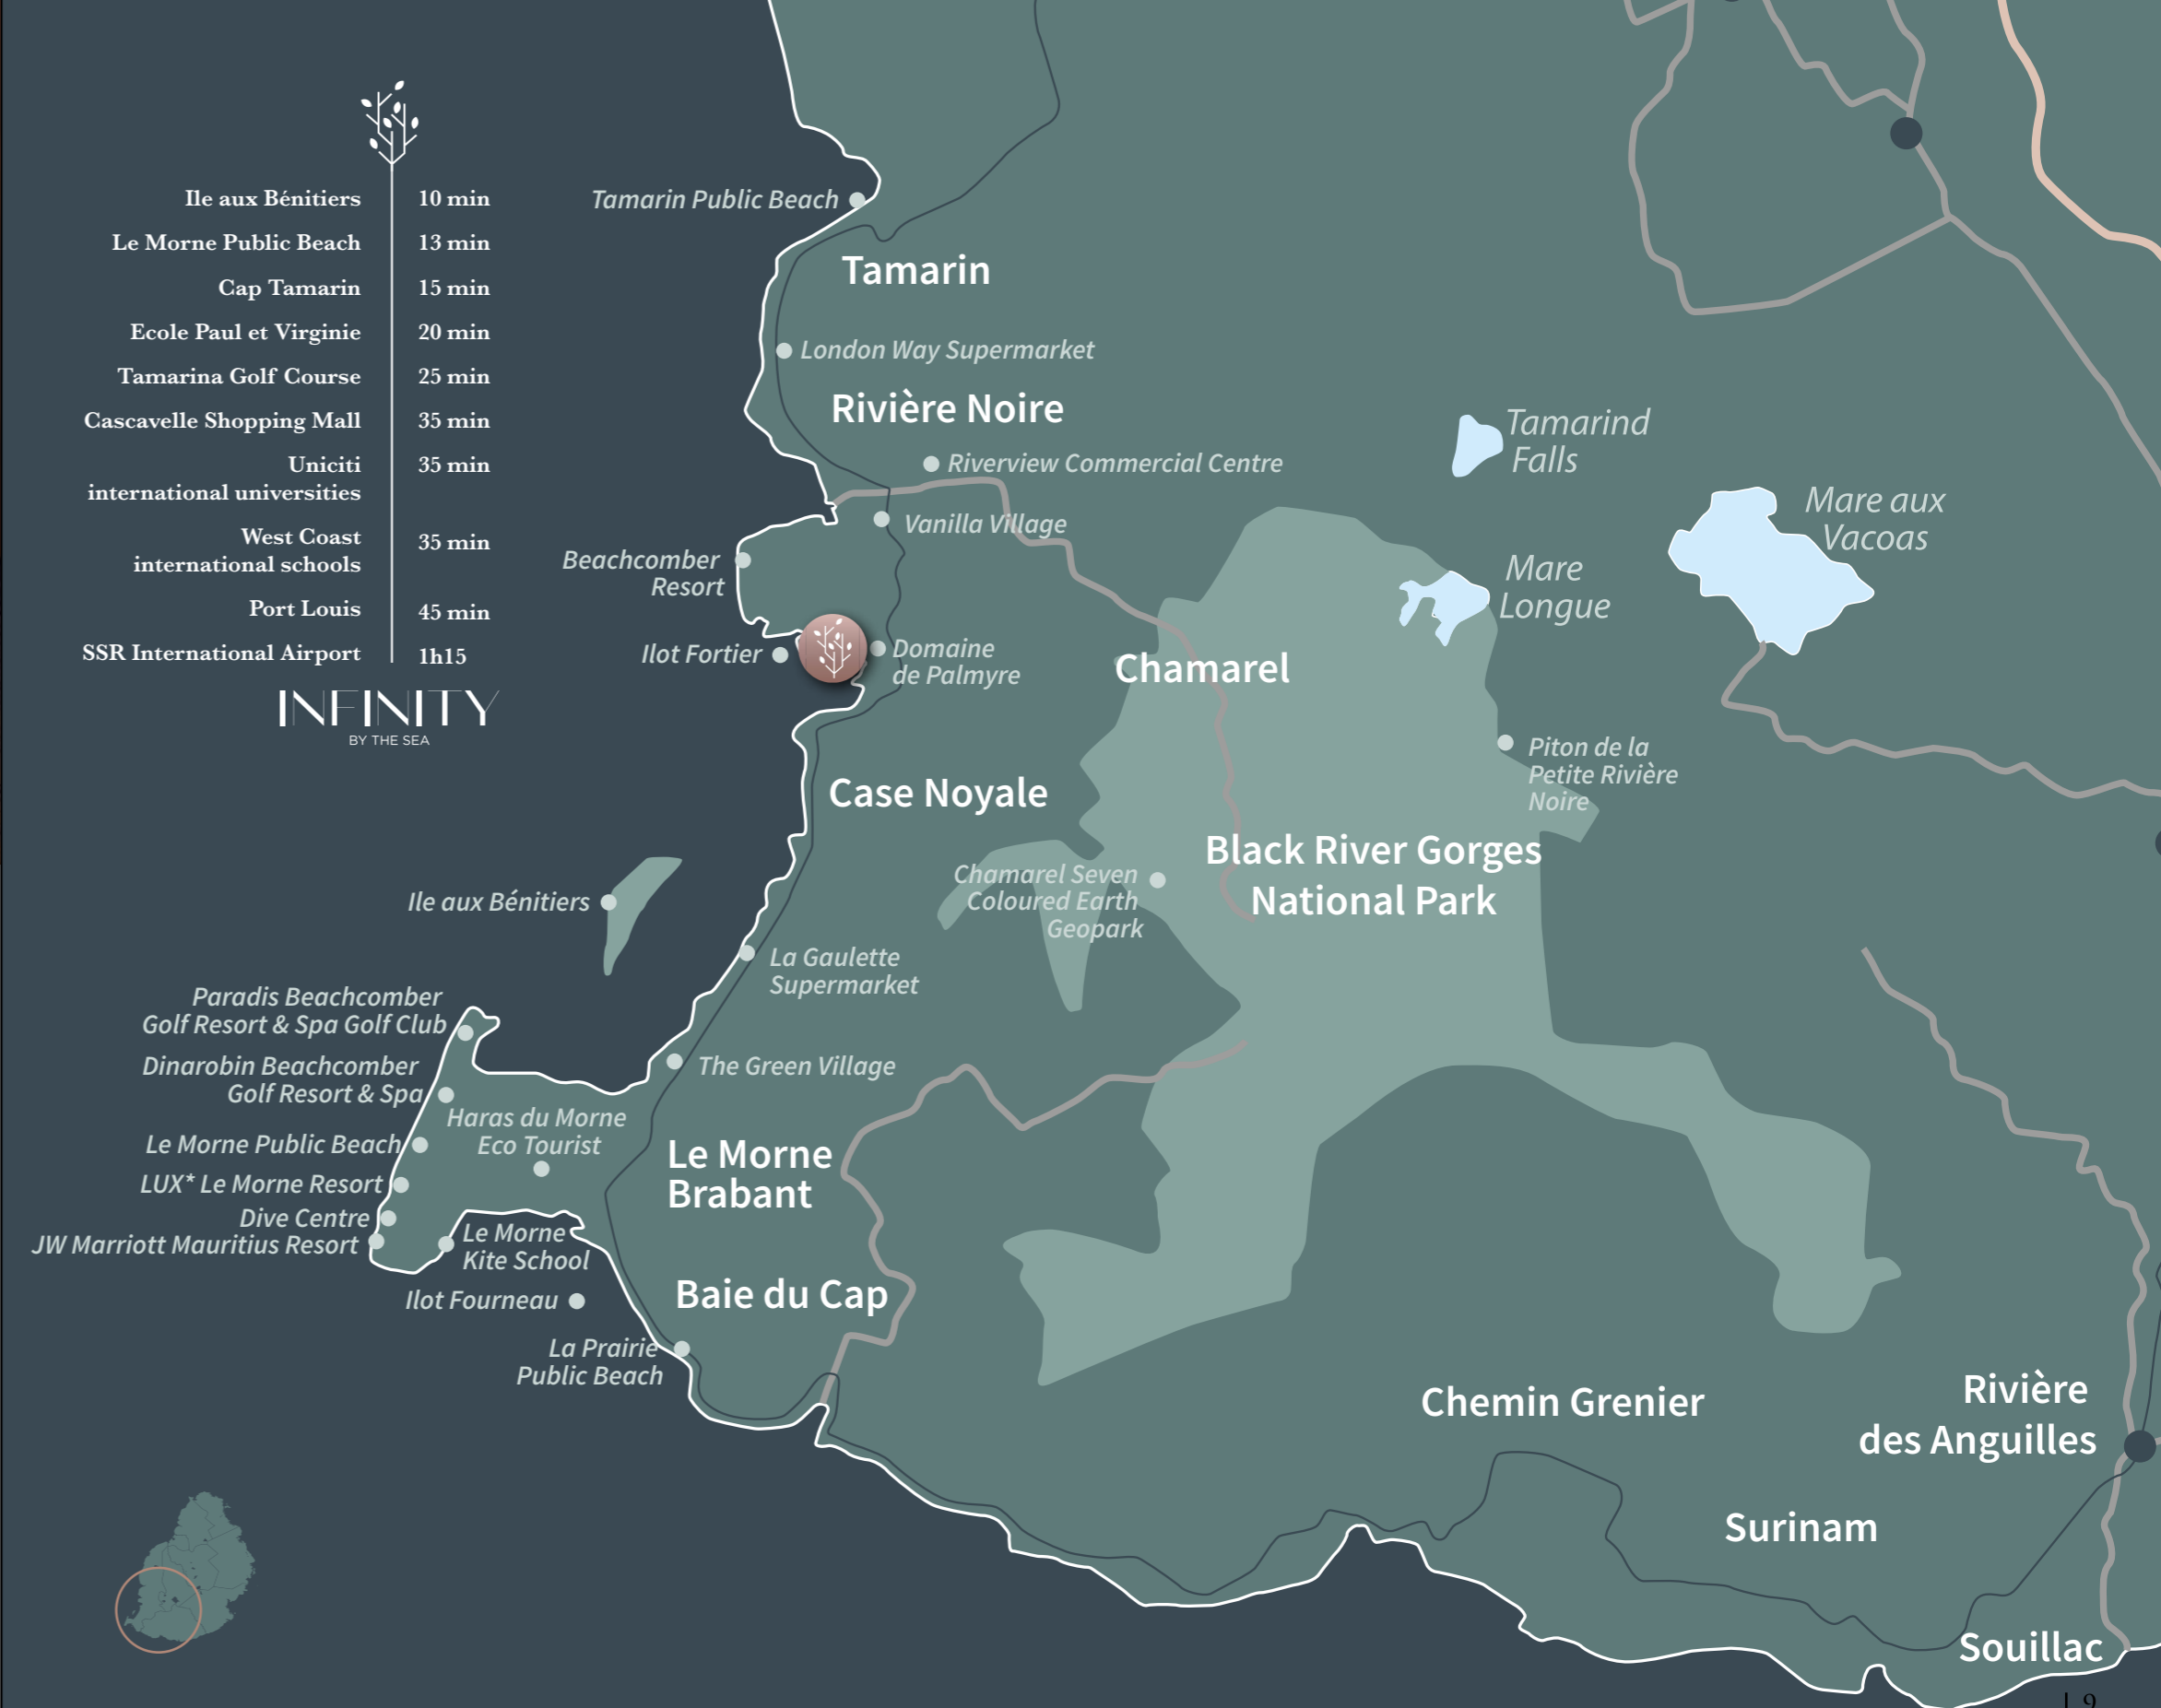 Ile aux Bénitiers 10 min
Le Morne Public Beach 13 min
Cap Tamarin 15 min
Ecole Paul et Virginie 20 min
Tamarina Golf Course 25 min
Cascavelle Shopping Mall 35 min
Uniciti 35 min
international universities
West Coast
international schools 35 min
Port Louis 45 min
SSR International Airport 1h15
INFINITY
BY THE SEA
Tamarin Public Beach
Tamarin
London Way Supermarket
Rivière Noire
Riverview Commercial Centre
Vanilla Village
Beachcomber
Resort
Ilot Fortier
Domaine
de Palmyre
Tamarind
Falls
Mare aux
Vacoas
Mare
Longue
Chamarel
Piton de la
Petite Rivière
Noire
Case Noyale
Black River Gorges
National Park
Chamarel Seven
Coloured Earth
Geopark
Ile aux Bénitiers
La Gaulette
Supermarket
Paradis Beachcomber
Golf Resort & Spa Golf Club
Dinarobin Beachcomber
Golf Resort & Spa
The Green Village
Haras du Morne
Eco Tourist
Le Morne Public Beach
LUX* Le Morne Resort
Dive Centre
JW Marriott Mauritius Resort
Le Morne
Kite School
Le Morne
Brabant
Ilot Fourneau
Baie du Cap
La Prairie
Public Beach
Chemin Grenier
Rivière
des Anguilles
Surinam
Souillac
| 9